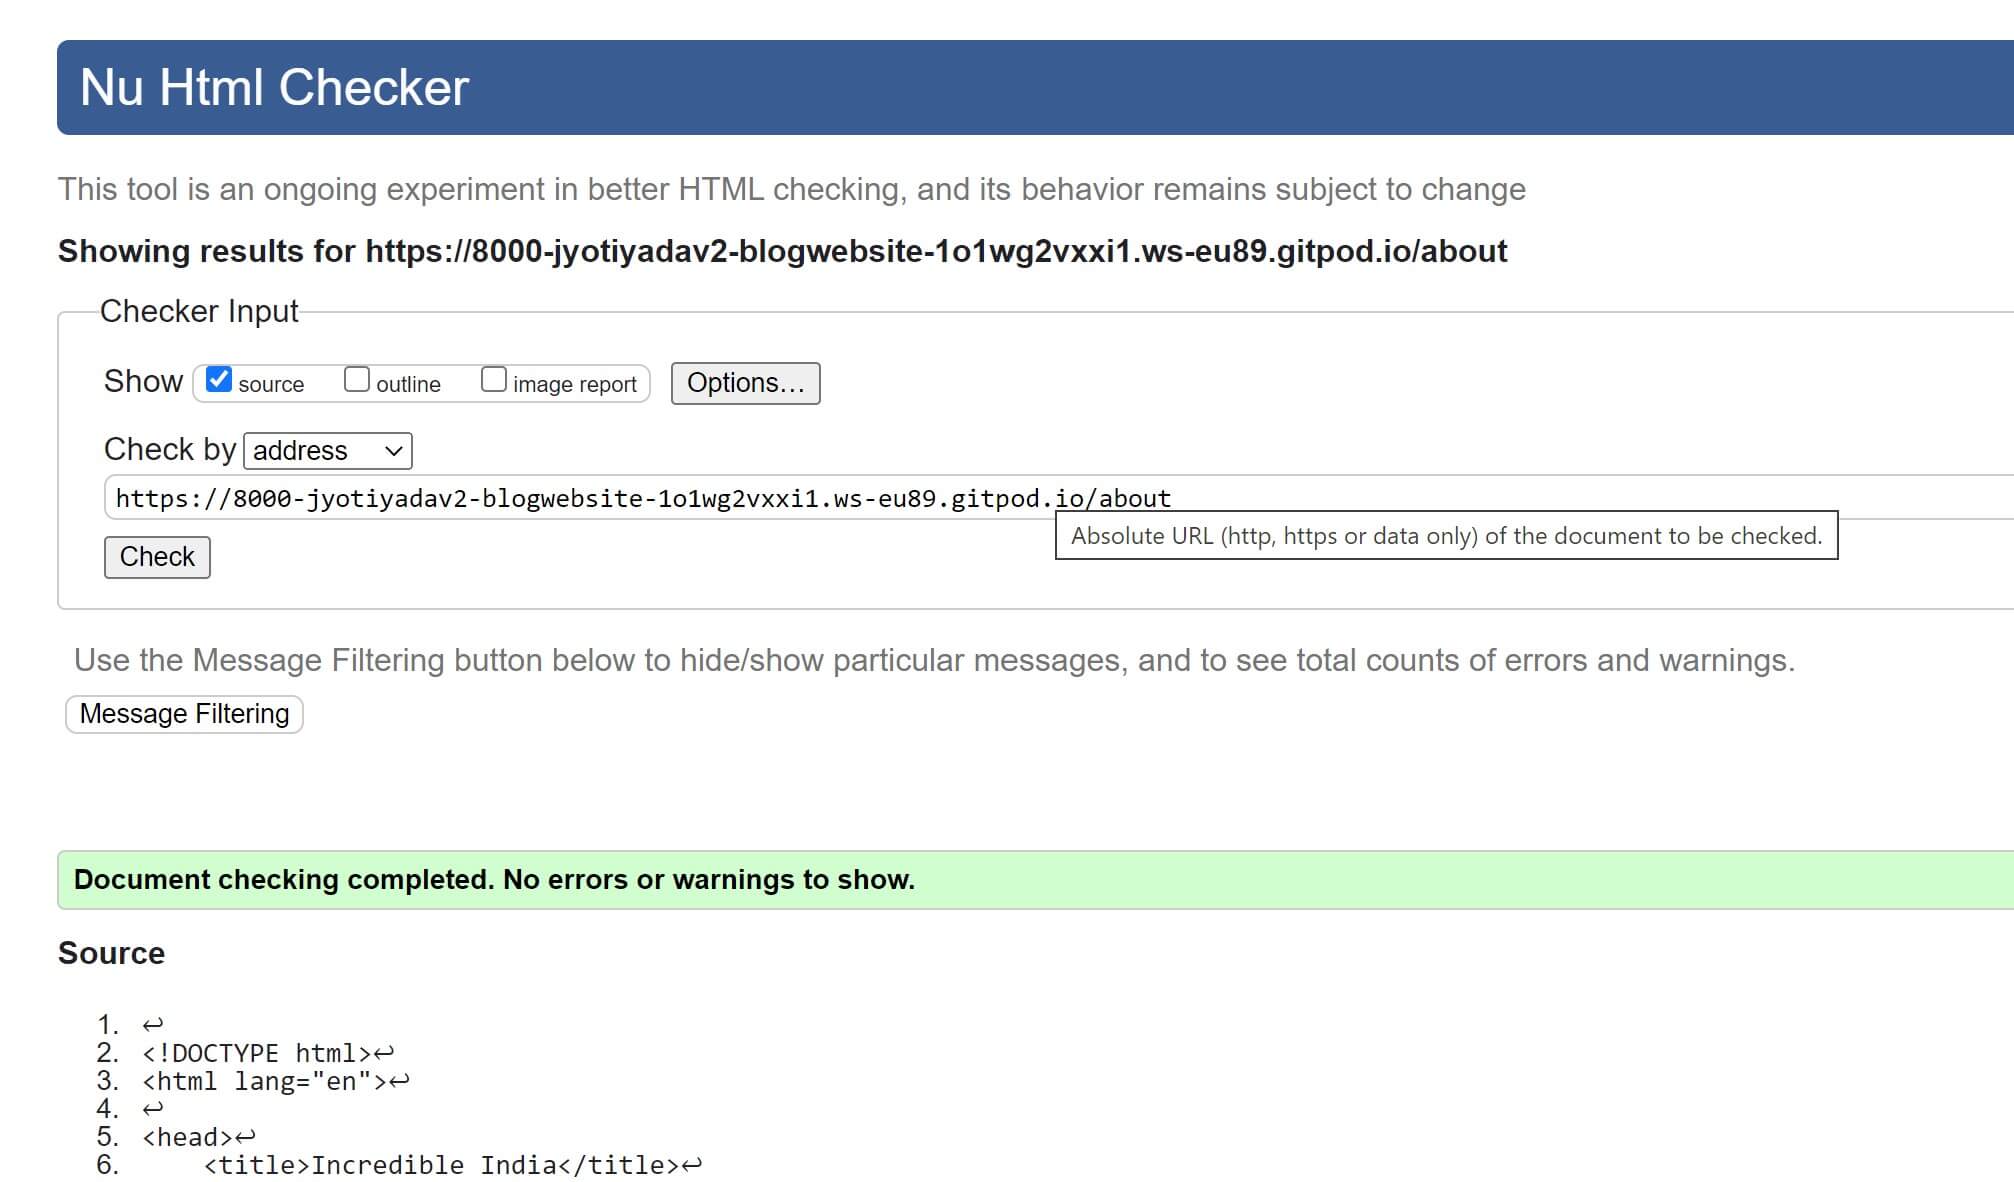 Nu Html Checker
This tool is an ongoing experiment in better HTML checking, and its behavior remains subject to change
Showing results for https://8000-jyotiyadav2-blogwebsite-1o1wg2vxxi1.ws-eu89.gitpod.io/about
Checker Input
Show source outline image report Options...
Check by address
https://8000-jyotiyadav2-blogwebsite-1o1wg2vxxi1.ws-eu89.gitpod.io/about
Absolute URL (http, https or data only) of the document to be checked.
Check
Use the Message Filtering button below to hide/show particular messages, and to see total counts of errors and warnings.
Message Filtering
Document checking completed. No errors or warnings to show.
Source
1. ↩
2. <!DOCTYPE html>↩
3. <html lang="en">↩
4. ↩
5. <head>↩
6. <title>Incredible India</title>↩